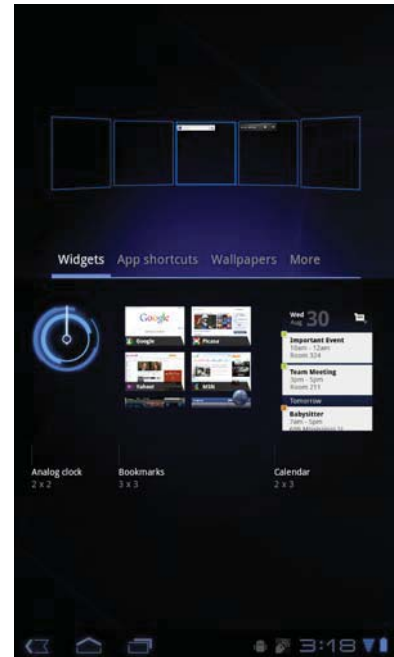 Widgets App shortcuts Wallpapers More
Google
Google
Picasa
Yahoo!
MSN
Wed
Aug 30
Important Event
10am - 12am
Room 324
Team Meeting
3pm - 5pm
Room 211
Tomorrow
Babysitter
7am - 5pm
Analog clock
2 x 2
Bookmarks
3 x 3
Calendar
2 x 3
3:18